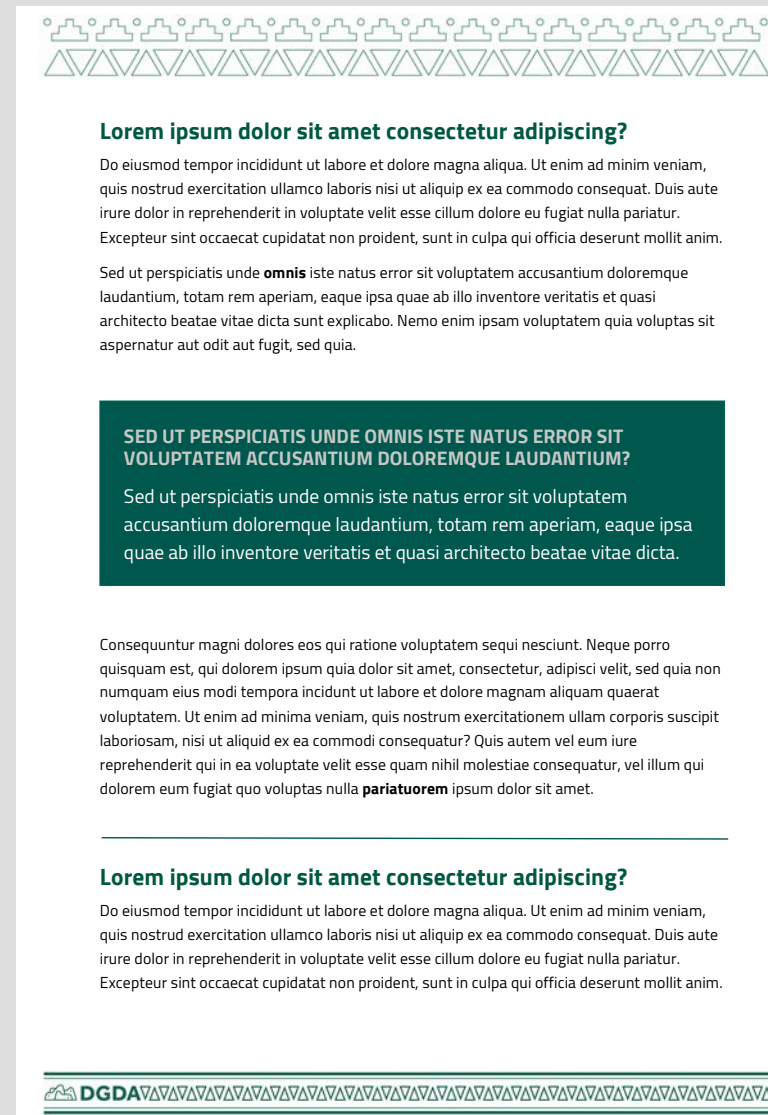 Lorem ipsum dolor sit amet consectetur adipiscing?
Do eiusmod tempor incididunt ut labore et dolore magna aliqua. Ut enim ad minim veniam,
quis nostrud exercitation ullamco laboris nisi ut aliquip ex ea commodo consequat. Duis aute
irure dolor in reprehenderit in voluptate velit esse cillum dolore eu fugiat nulla pariatur.
Excepteur sint occaecat cupidatat non proident, sunt in culpa qui officia deserunt mollit anim.
Sed ut perspiciatis unde omnis iste natus error sit voluptatem accusantium doloremque
laudantium, totam rem aperiam, eaque ipsa quae ab illo inventore veritatis et quasi
architecto beatae vitae dicta sunt explicabo. Nemo enim ipsam voluptatem quia voluptas sit
aspernatur aut odit aut fugit, sed quia.
SED UT PERSPICIATIS UNDE OMNIS ISTE NATUS ERROR SIT
VOLUPTATEM ACCUSANTIUM DOLOREMQUE LAUDANTIUM?
Sed ut perspiciatis unde omnis iste natus error sit voluptatem
accusantium doloremque laudantium, totam rem aperiam, eaque ipsa
quae ab illo inventore veritatis et quasi architecto beatae vitae dicta.
Consequuntur magni dolores eos qui ratione voluptatem sequi nesciunt. Neque porro
quisquam est, qui dolorem ipsum quia dolor sit amet, consectetur, adipisci velit, sed quia non
numquam eius modi tempora incidunt ut labore et dolore magnam aliquam quaerat
voluptatem. Ut enim ad minima veniam, quis nostrum exercitationem ullam corporis suscipit
laboriosam, nisi ut aliquid ex ea commodi consequatur? Quis autem vel eum iure
reprehenderit qui in ea voluptate velit esse quam nihil molestiae consequatur, vel illum qui
dolorem eum fugiat quo voluptas nulla pariatuorem ipsum dolor sit amet.
Lorem ipsum dolor sit amet consectetur adipiscing?
Do eiusmod tempor incididunt ut labore et dolore magna aliqua. Ut enim ad minim veniam,
quis nostrud exercitation ullamco laboris nisi ut aliquip ex ea commodo consequat. Duis aute
irure dolor in reprehenderit in voluptate velit esse cillum dolore eu fugiat nulla pariatur.
Excepteur sint occaecat cupidatat non proident, sunt in culpa qui officia deserunt mollit anim.
DGDA